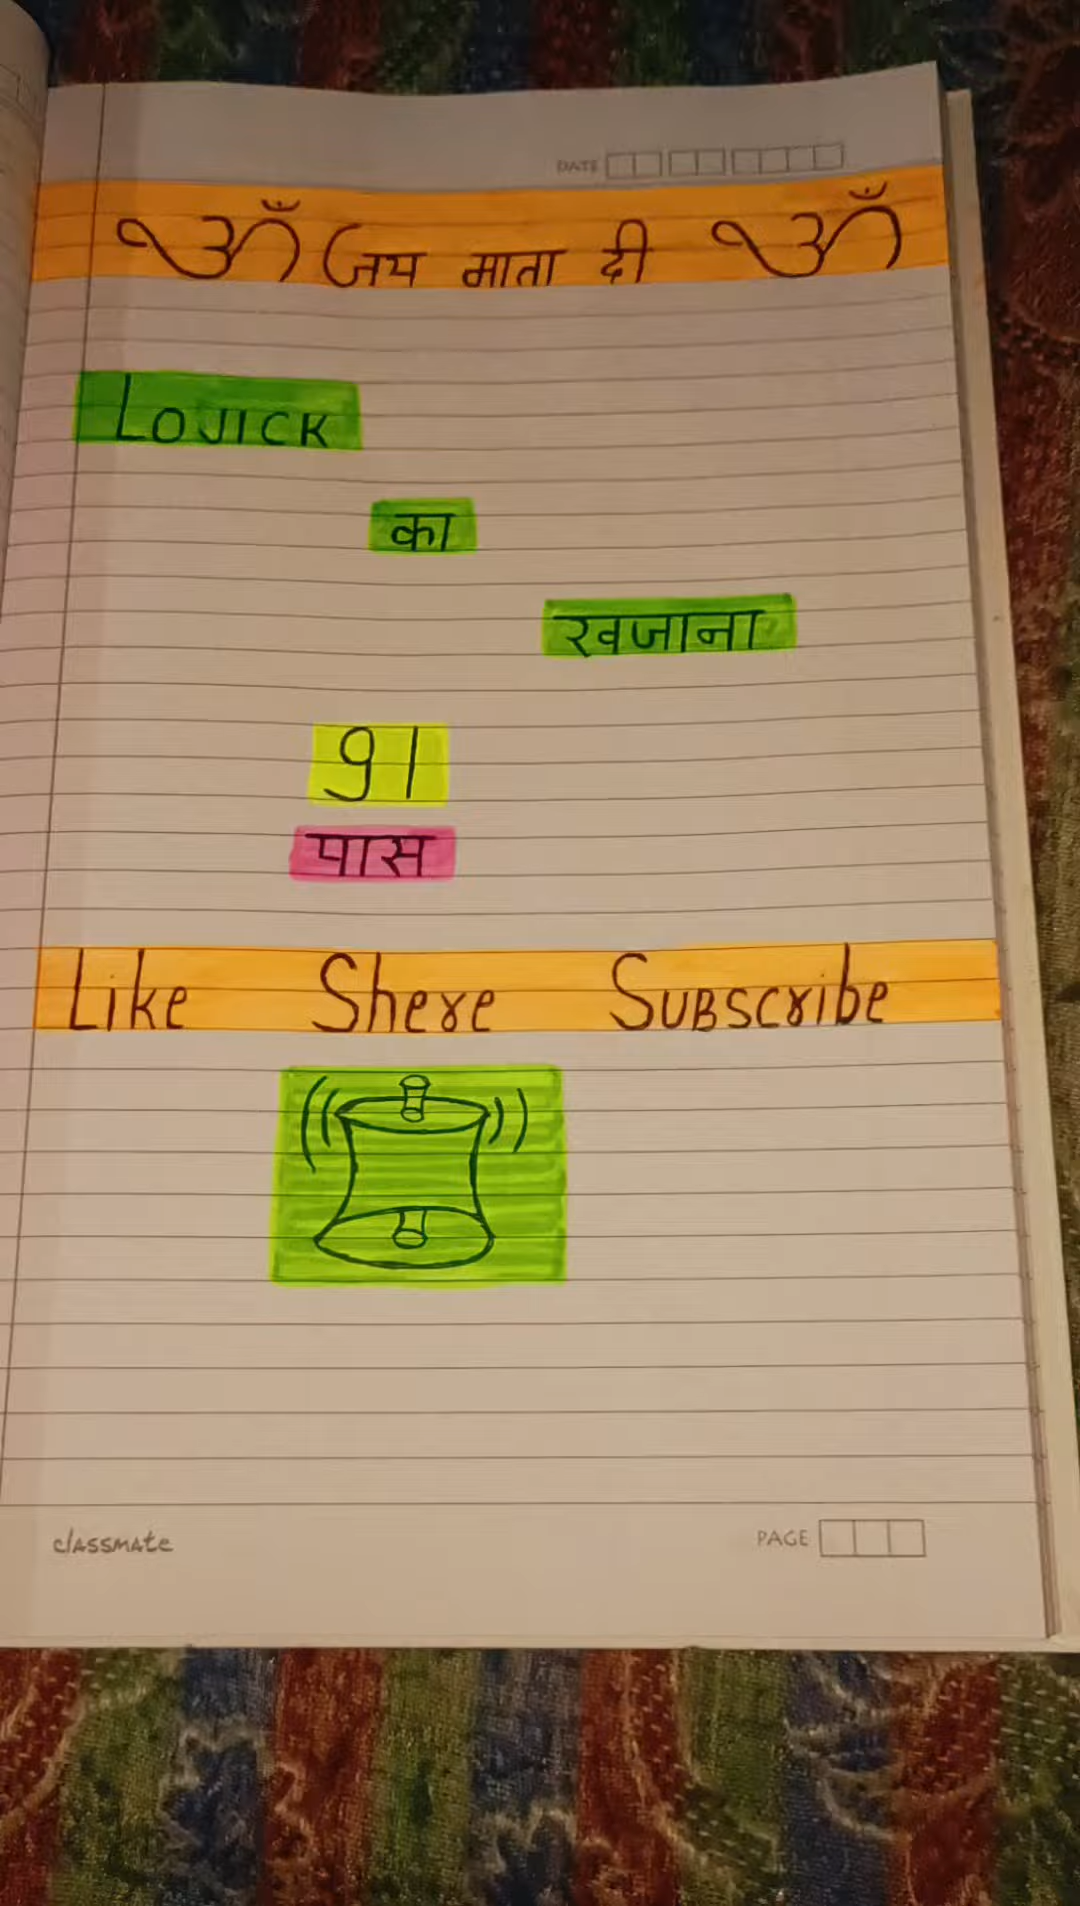 DATE
ॐ जय माता दी ॐ
LOJICK
का
खजाना
91
पास
Like Shere SUBSCribe
classmate
PAGE